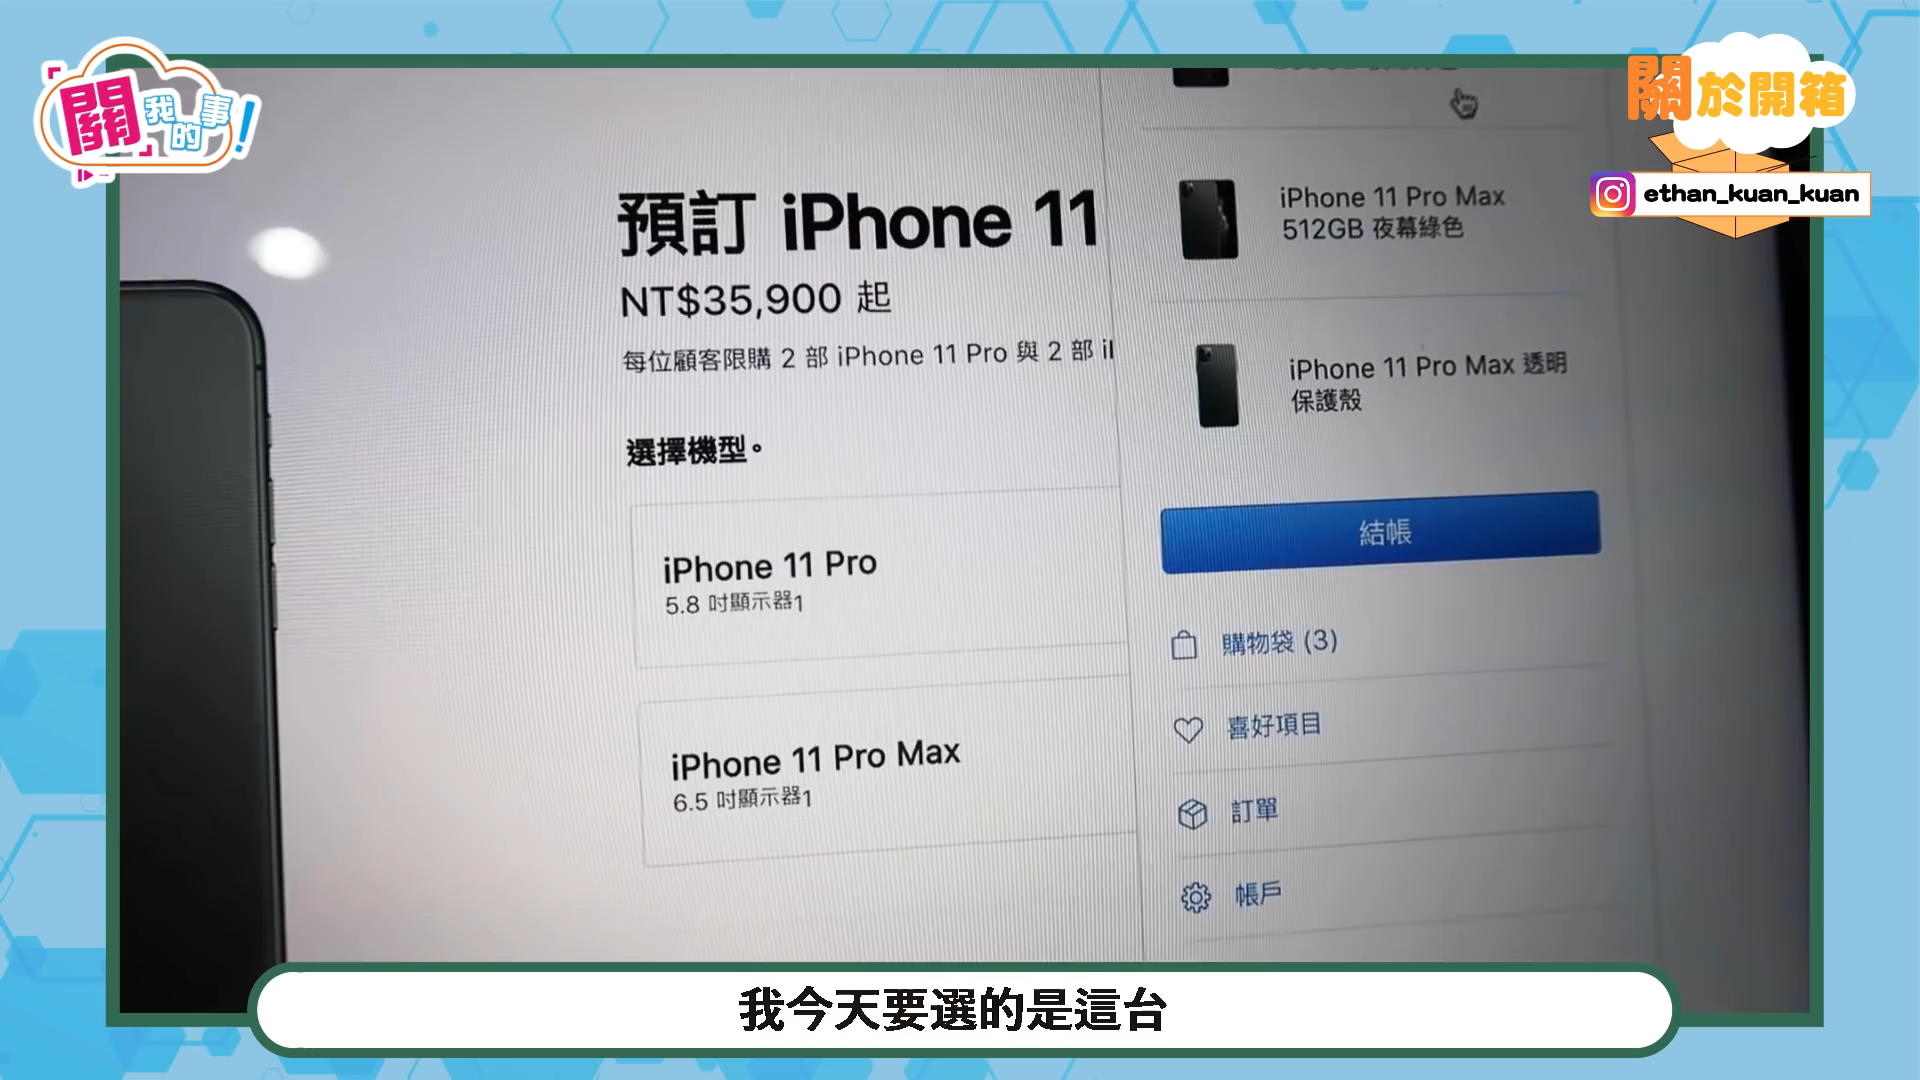 關我的事!
關於開箱
ethan_kuan_kuan
預訂 iPhone 11
NT$35,900 起
每位顧客限購 2 部 iPhone 11 Pro 與 2 部 iP
選擇機型。
iPhone 11 Pro
5.8 吋顯示器1
iPhone 11 Pro Max
6.5 吋顯示器1
iPhone 11 Pro Max
512GB 夜幕綠色
iPhone 11 Pro Max 透明
保護殼
結帳
購物袋 (3)
喜好項目
訂單
帳戶
我今天要選的是這台